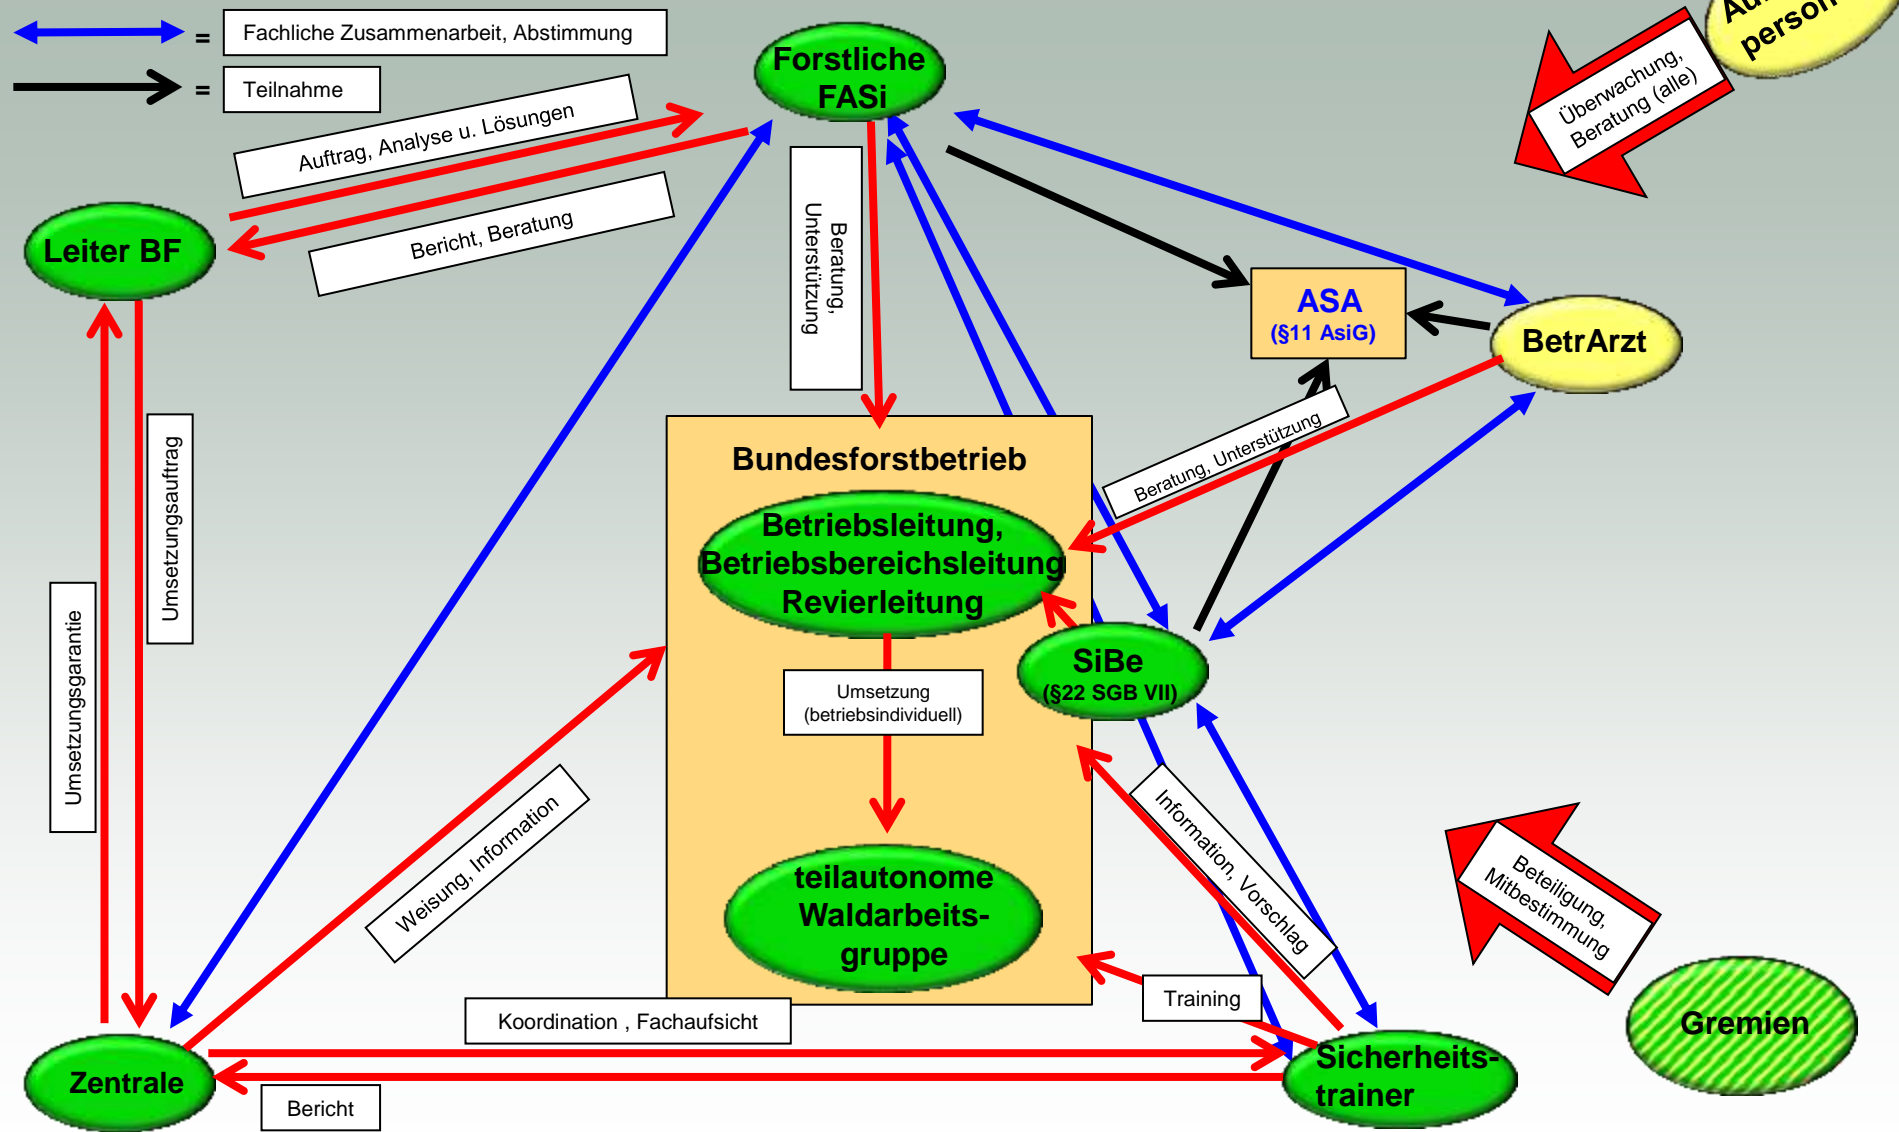 =
Fachliche Zusammenarbeit, Abstimmung
=
Teilnahme
Forstliche
FASi
person
Überwachung,
Beratung (alle)
Auftrag, Analyse u. Lösungen
Bericht, Beratung
Leiter BF
Beratung,
Unterstützung
ASA
(§11 AsiG)
BetrArzt
Umsetzungsauftrag
Umsetzungsgarantie
Bundesforstbetrieb
Beratung, Unterstützung
Betriebsleitung,
Betriebsbereichsleitung
Revierleitung
SiBe
(§22 SGB VII)
Umsetzung
(betriebsindividuell)
Weisung, Information
Information, Vorschlag
teilautonome
Waldarbeits-
gruppe
Beteiligung,
Mitbestimmung
Training
Koordination , Fachaufsicht
Gremien
Zentrale
Sicherheits-
trainer
Bericht